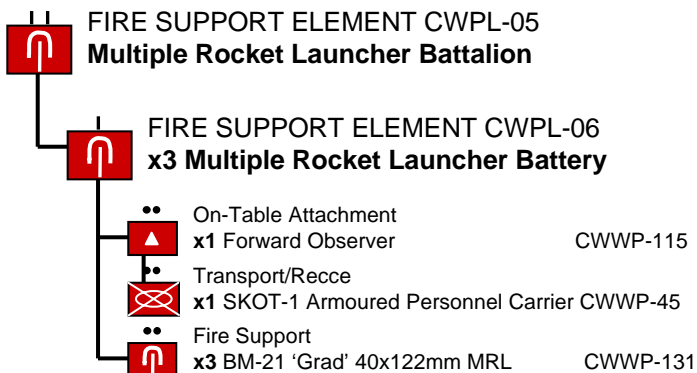 FIRE SUPPORT ELEMENT CWPL-05
Multiple Rocket Launcher Battalion
FIRE SUPPORT ELEMENT CWPL-06
x3 Multiple Rocket Launcher Battery
On-Table Attachment
x1 Forward Observer CWWP-115
Transport/Recce
x1 SKOT-1 Armoured Personnel Carrier CWWP-45
Fire Support
x3 BM-21 ‘Grad’ 40x122mm MRL CWWP-131